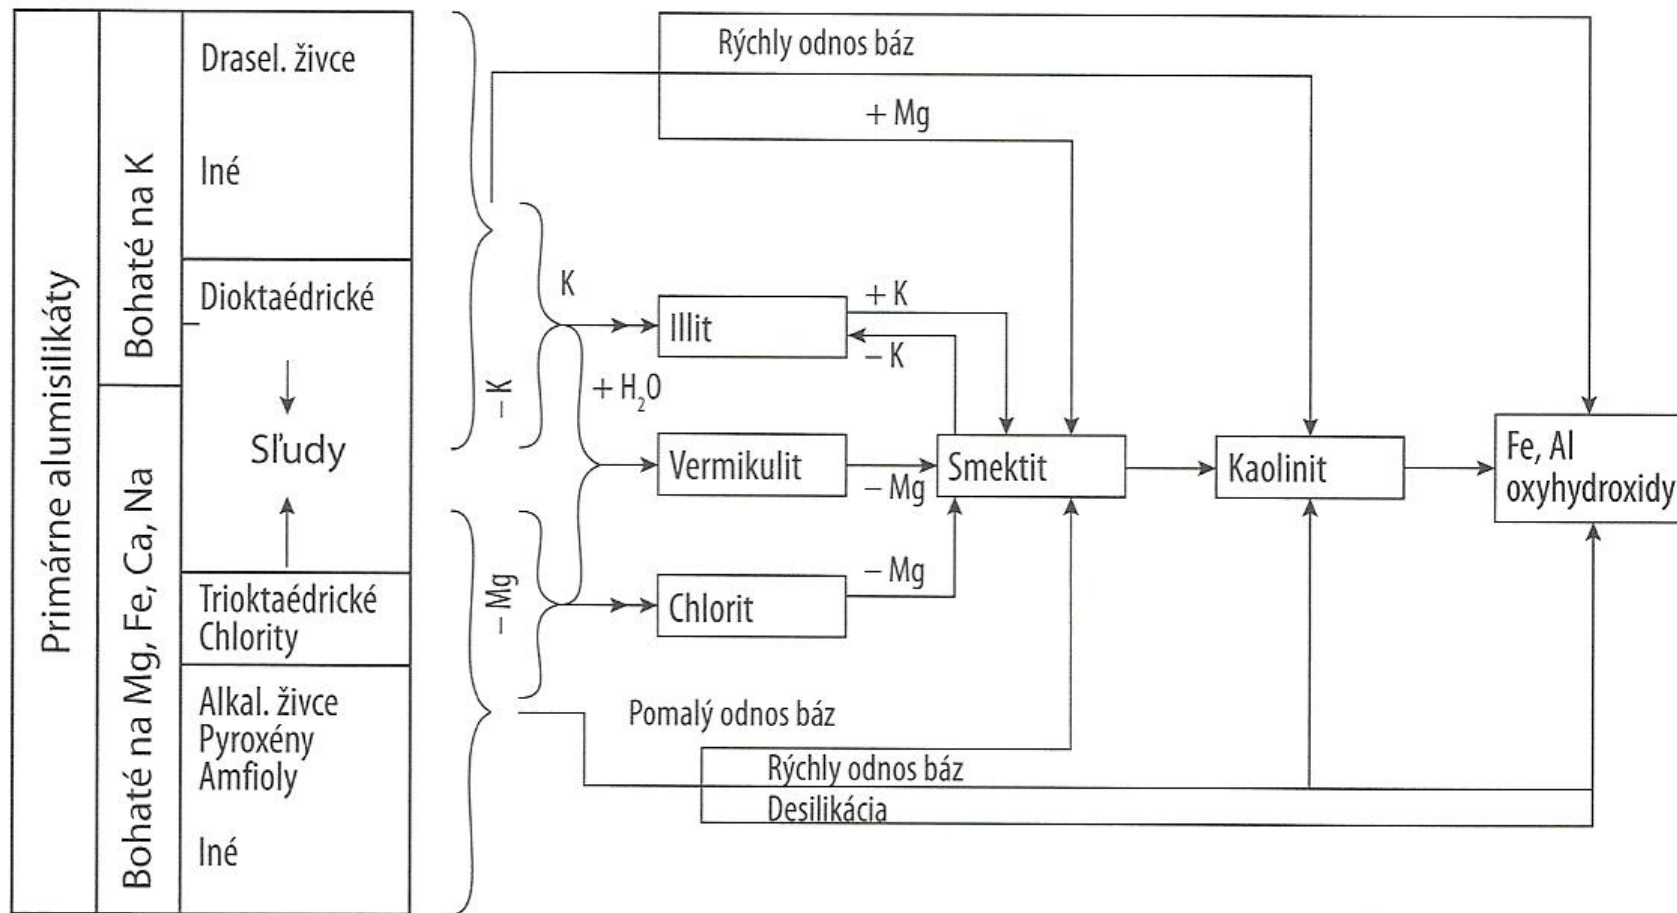 Primárne alumisilikáty
Bohaté na K
Bohaté na Mg, Fe, Ca, Na
Drasel. živce
Iné
Dioktaédrické
Sľudy
Trioktaédrické
Chlority
Alkal. živce
Pyroxény
Amfioly
Iné
– K
– Mg
K
+ H₂O
Rýchly odnos báz
+ Mg
Illit
+ K
– K
Vermikulit
– Mg
Smektit
Kaolinit
Fe, Al
oxyhydroxidy
Chlorit
– Mg
Pomalý odnos báz
Rýchly odnos báz
Desilikácia